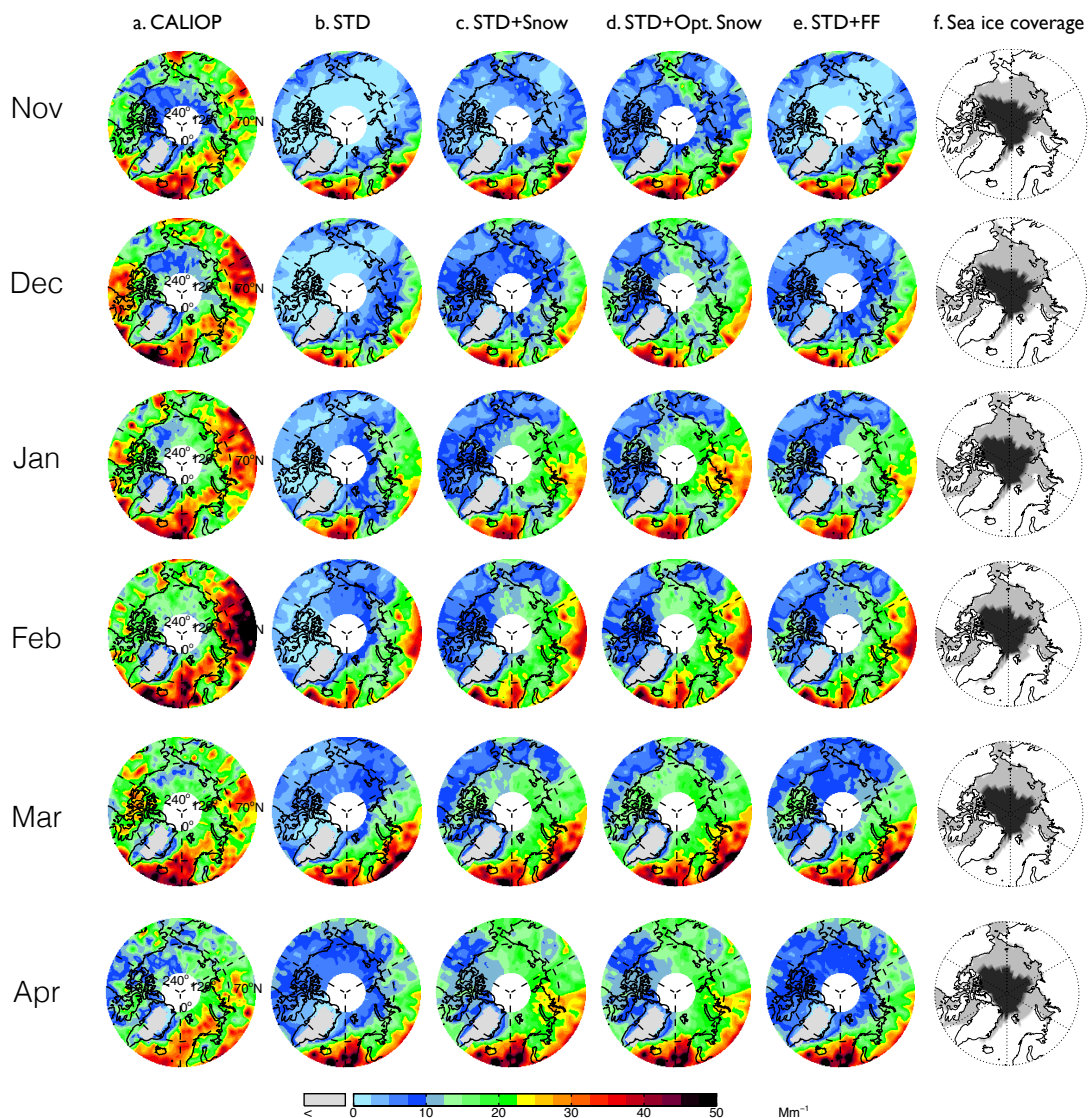 a. CALIOP b. STD c. STD+Snow d. STD+Opt. Snow e. STD+FF f. Sea ice coverage
Nov
240° 120° 70°N
0°
Dec
240° 120° 70°N
0°
Jan
240° 120° 70°N
0°
Feb
240° 120° N
0°
Mar
240° 120° 70°N
0°
Apr
240° 120° 70°N
0°
< 0 10 20 30 40 50 Mm⁻¹